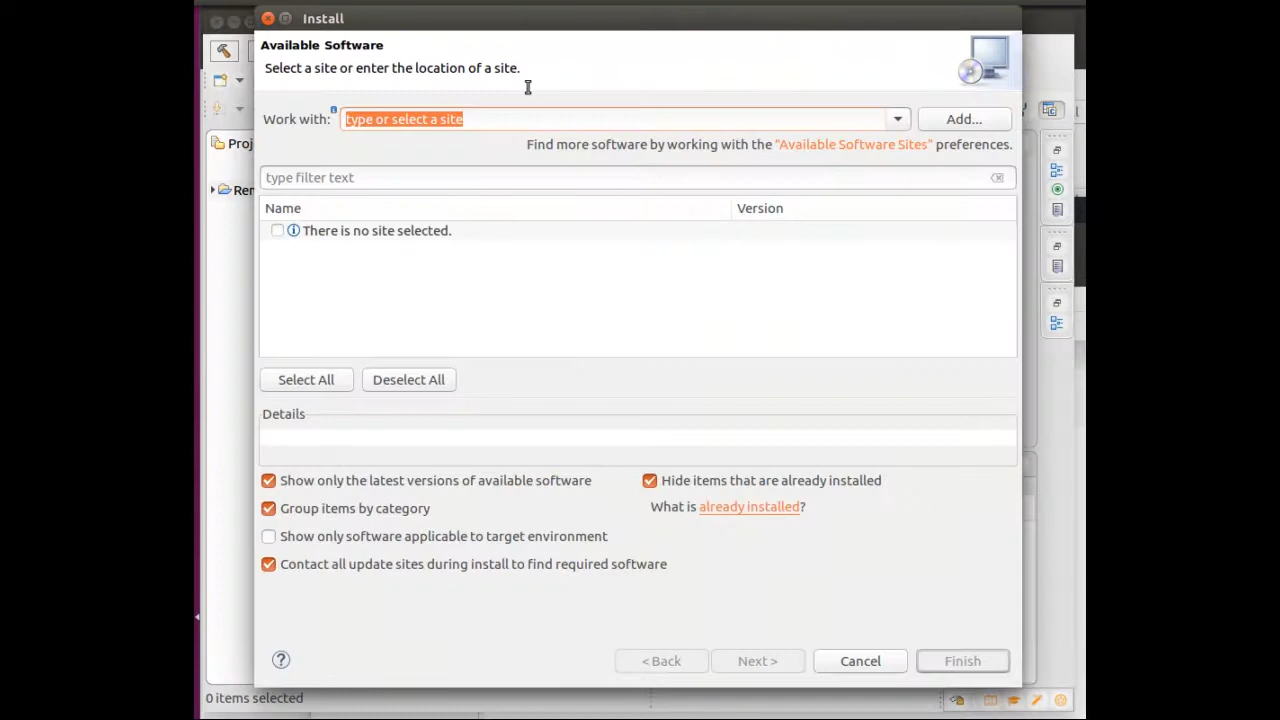 Install
Available Software
Select a site or enter the location of a site.
Work with: type or select a site Add...
Find more software by working with the "Available Software Sites" preferences.
type filter text
Name Version
There is no site selected.
Select All Deselect All
Details
Show only the latest versions of available software Hide items that are already installed
Group items by category What is already installed?
Show only software applicable to target environment
Contact all update sites during install to find required software
? < Back Next > Cancel Finish
Proj
Rem
0 items selected